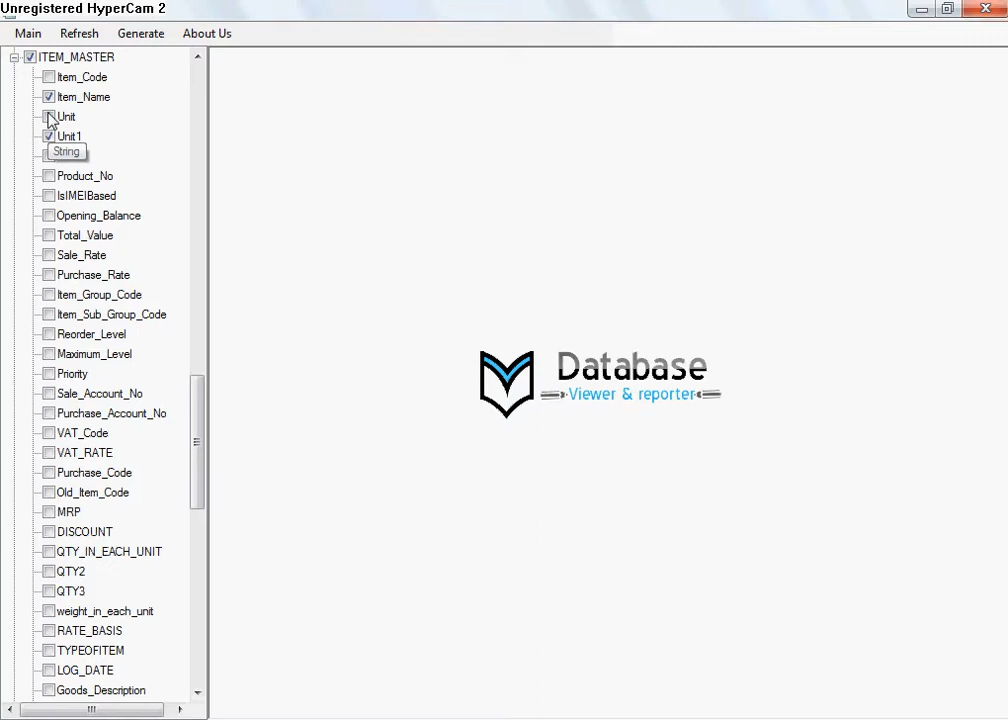 Unregistered HyperCam 2
Main Refresh Generate About Us
ITEM_MASTER
Item_Code
Item_Name
Unit
Unit1
String
Product_No
IsIMEIBased
Opening_Balance
Total_Value
Sale_Rate
Purchase_Rate
Item_Group_Code
Item_Sub_Group_Code
Reorder_Level
Maximum_Level
Priority
Sale_Account_No
Purchase_Account_No
VAT_Code
VAT_RATE
Purchase_Code
Old_Item_Code
MRP
DISCOUNT
QTY_IN_EACH_UNIT
QTY2
QTY3
weight_in_each_unit
RATE_BASIS
TYPEOFITEM
LOG_DATE
Goods_Description
Database
Viewer & reporter